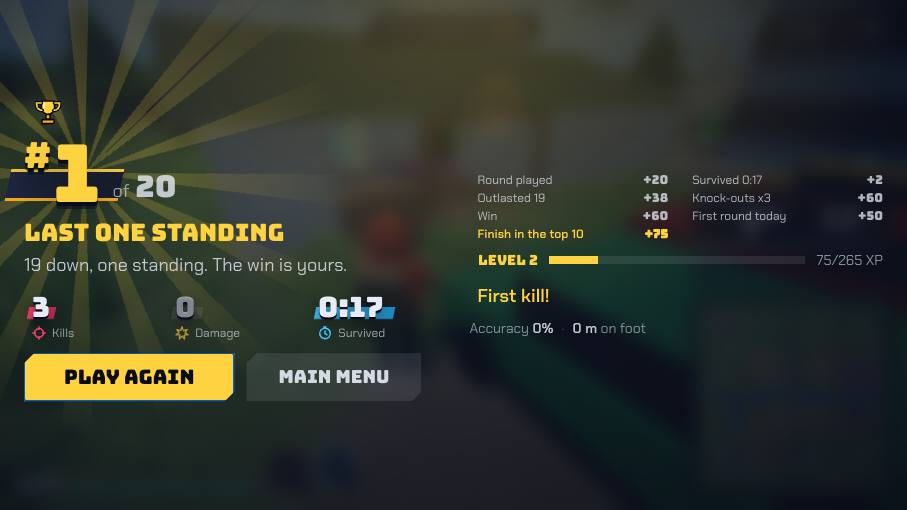 #1 of 20
LAST ONE STANDING
19 down, one standing. The win is yours.
3 0 0:17
Kills Damage Survived
PLAY AGAIN MAIN MENU
Round played +20
Outlasted 19 +38
Win +60
Finish in the top 10 +75
Survived 0:17 +2
Knock-outs x3 +60
First round today +50
LEVEL 2 75/265 XP
First kill!
Accuracy 0% · 0 m on foot